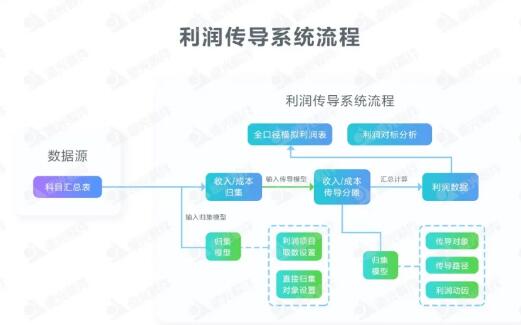 利润传导系统流程
利润传导系统流程
全口径模拟利润表
利润对标分析
数据源
科目汇总表
收入/成本
归集
输入传导模型
收入/成本
传导分摊
汇总计算
利润数据
输入归集模型
归集
模型
利润项目
取数设置
直接归集
对象设置
归集
模型
传导对象
传导路径
利润动因